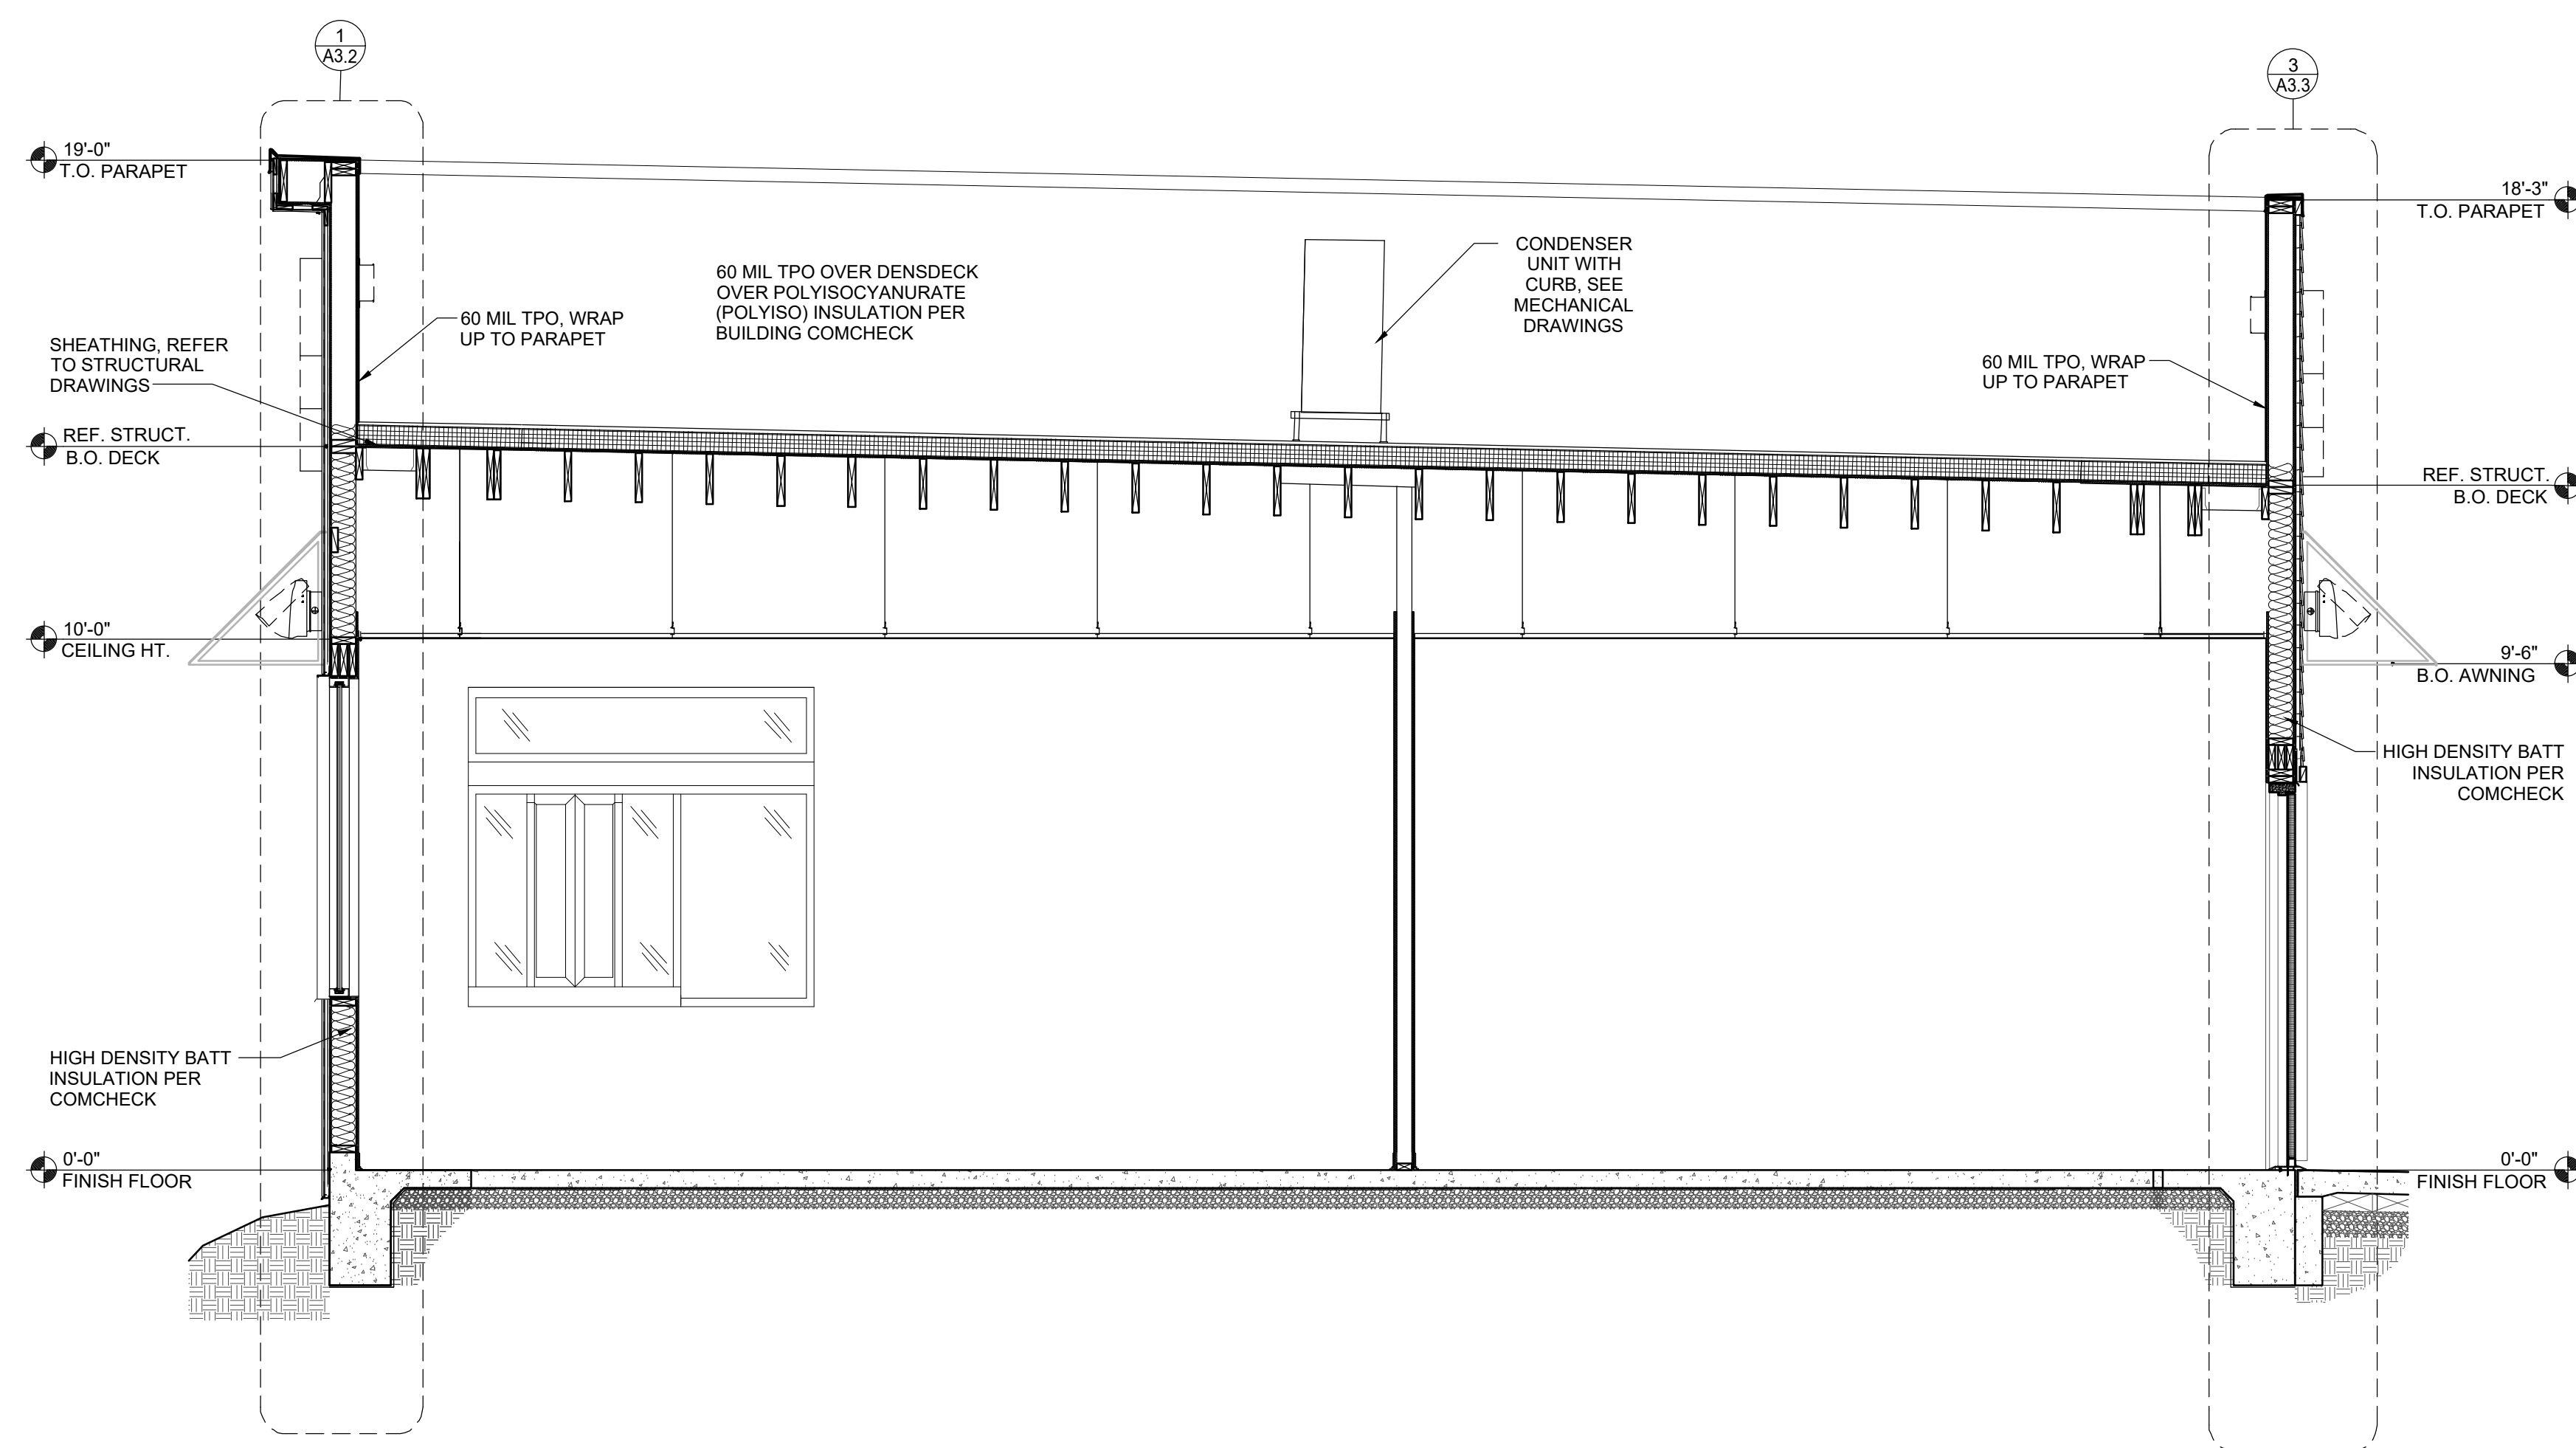 1
A3.2
3
A3.3
19'-0"
T.O. PARAPET
18'-3"
T.O. PARAPET
CONDENSER
UNIT WITH
CURB, SEE
MECHANICAL
DRAWINGS
60 MIL TPO OVER DENSDECK
OVER POLYISOCYANURATE
(POLYISO) INSULATION PER
BUILDING COMCHECK
60 MIL TPO, WRAP
UP TO PARAPET
SHEATHING, REFER
TO STRUCTURAL
DRAWINGS
60 MIL TPO, WRAP
UP TO PARAPET
REF. STRUCT.
B.O. DECK
REF. STRUCT.
B.O. DECK
10'-0"
CEILING HT.
9'-6"
B.O. AWNING
HIGH DENSITY BATT
INSULATION PER
COMCHECK
HIGH DENSITY BATT
INSULATION PER
COMCHECK
0'-0"
FINISH FLOOR
0'-0"
FINISH FLOOR